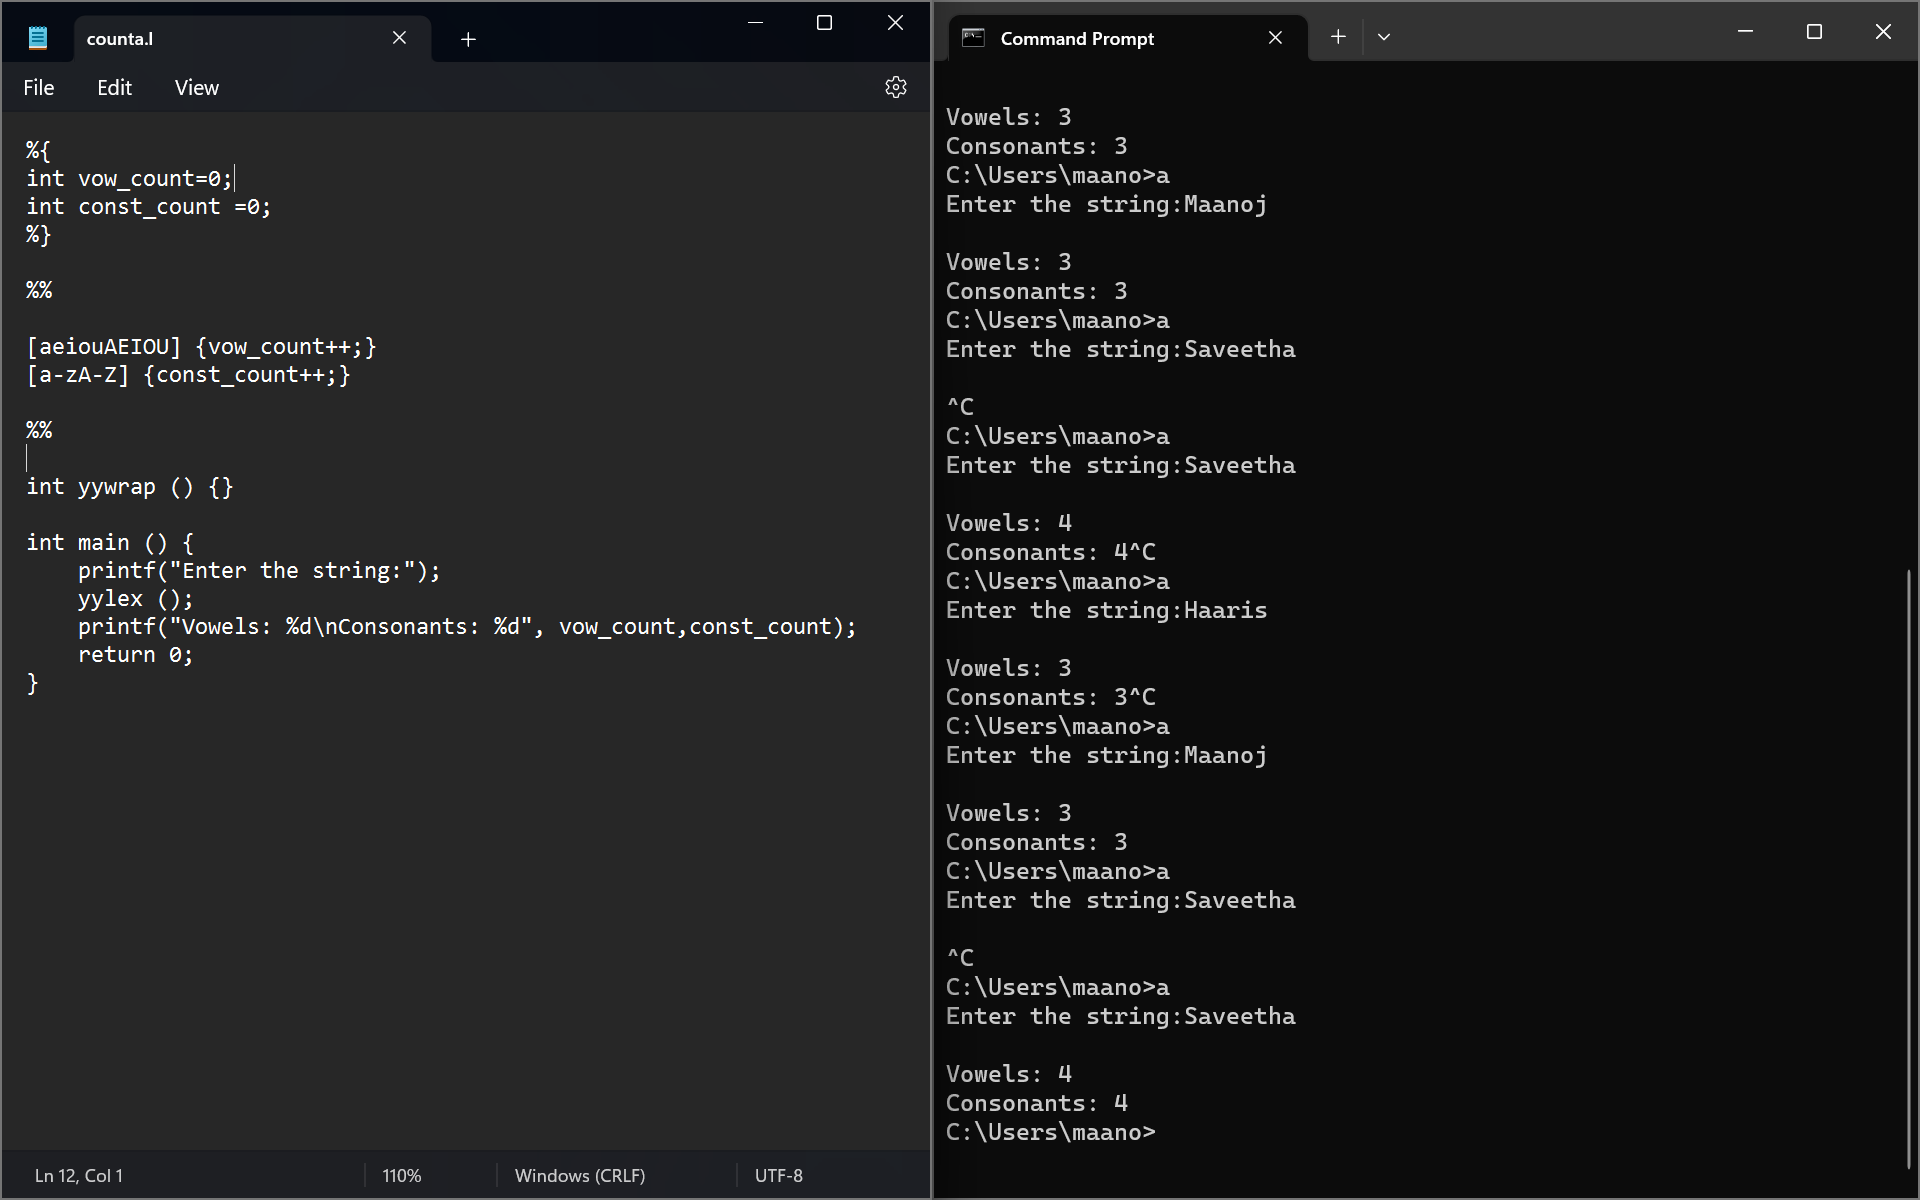 counta.l
File Edit View
%{
int vow_count=0;
int const_count =0;
%}
%%
[aeiouAEIOU] {vow_count++;}
[a-zA-Z] {const_count++;}
%%
int yywrap () {}
int main () {
    printf("Enter the string:");
    yylex ();
    printf("Vowels: %d\nConsonants: %d", vow_count,const_count);
    return 0;
}
Ln 12, Col 1 110% Windows (CRLF) UTF-8
Command Prompt
Vowels: 3
Consonants: 3
C:\Users\maano>a
Enter the string:Maanoj
Vowels: 3
Consonants: 3
C:\Users\maano>a
Enter the string:Saveetha
^C
C:\Users\maano>a
Enter the string:Saveetha
Vowels: 4
Consonants: 4^C
C:\Users\maano>a
Enter the string:Haaris
Vowels: 3
Consonants: 3^C
C:\Users\maano>a
Enter the string:Maanoj
Vowels: 3
Consonants: 3
C:\Users\maano>a
Enter the string:Saveetha
^C
C:\Users\maano>a
Enter the string:Saveetha
Vowels: 4
Consonants: 4
C:\Users\maano>